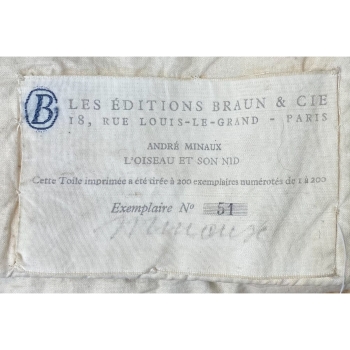 B LES ÉDITIONS BRAUN & CIE
18, RUE LOUIS-LE-GRAND - PARIS
ANDRÉ MINAUX
L'OISEAU ET SON NID
Cette Toile imprimée a été tirée à 200 exemplaires numérotés de 1 à 200
Exemplaire Nº 51
Minaux